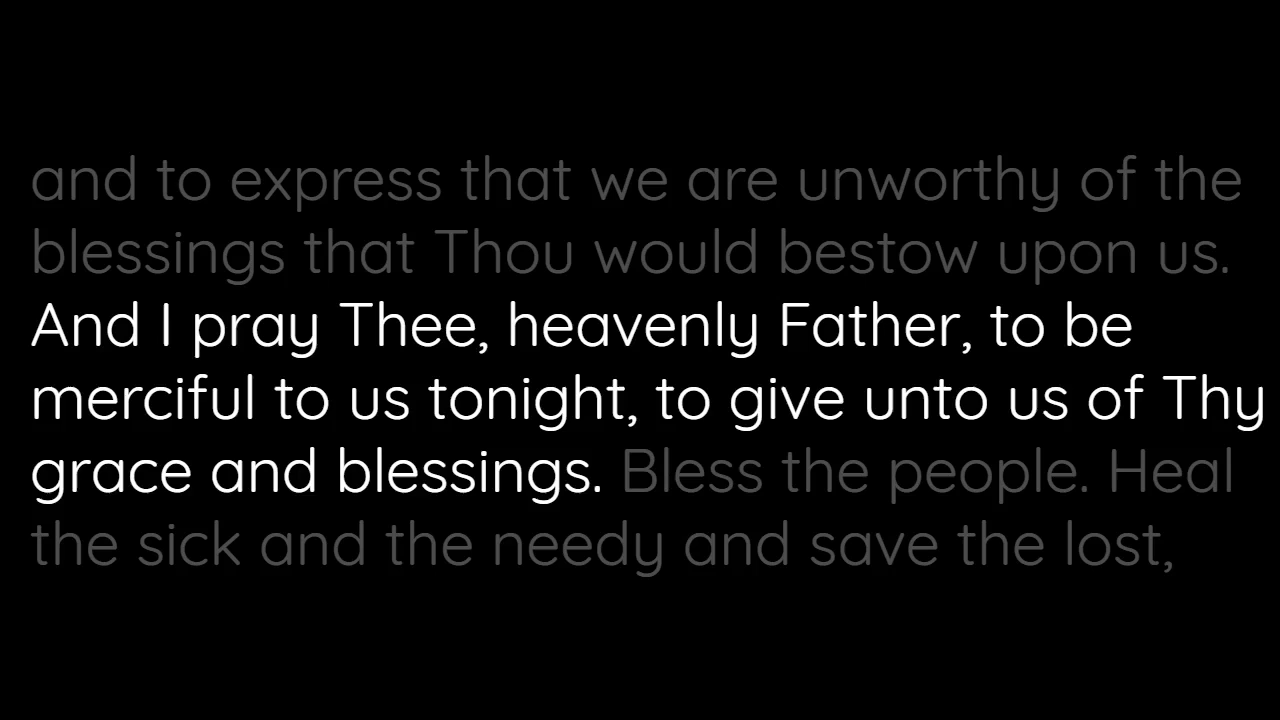 and to express that we are unworthy of the
blessings that Thou would bestow upon us.
And I pray Thee, heavenly Father, to be
merciful to us tonight, to give unto us of Thy
grace and blessings. Bless the people. Heal
the sick and the needy and save the lost,